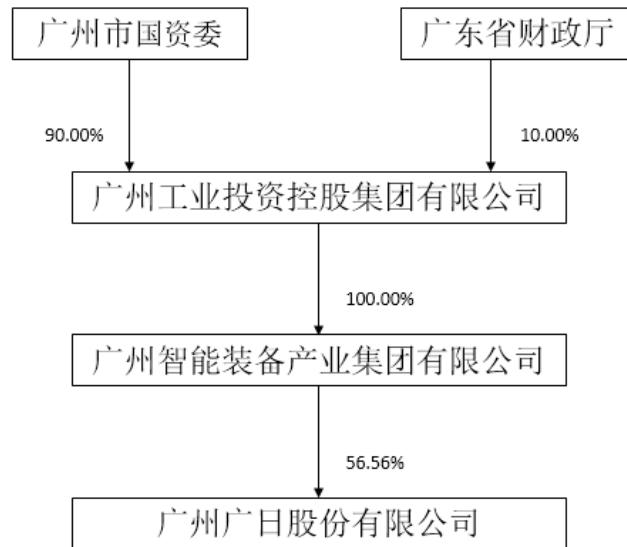 广州市国资委
广东省财政厅
90.00%
10.00%
广州工业投资控股集团有限公司
100.00%
广州智能装备产业集团有限公司
56.56%
广州广日股份有限公司